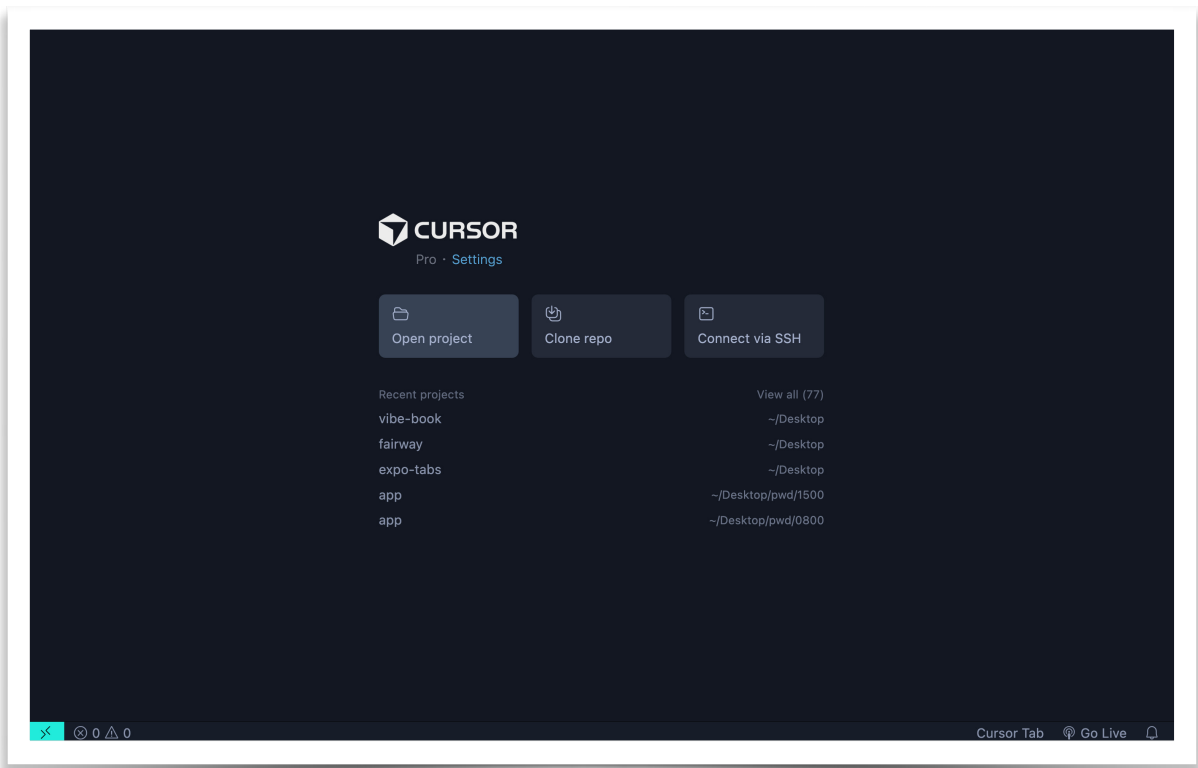 CURSOR
Pro · Settings
Open project
Clone repo
Connect via SSH
Recent projects View all (77)
vibe-book ~/Desktop
fairway ~/Desktop
expo-tabs ~/Desktop
app ~/Desktop/pwd/1500
app ~/Desktop/pwd/0800
0 0 Cursor Tab Go Live